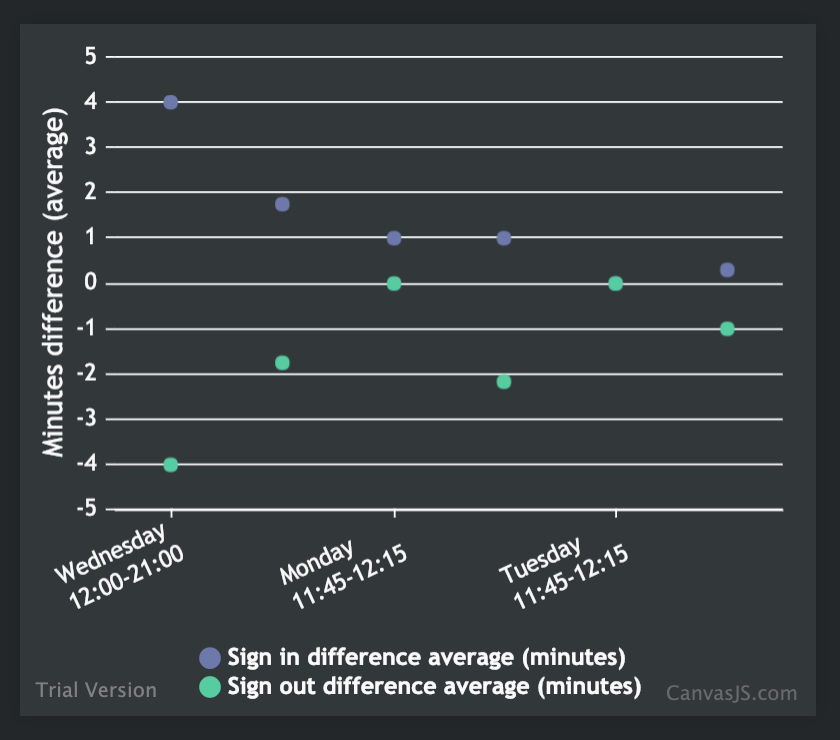 Minutes difference (average)
5
4
3
2
1
0
-1
-2
-3
-4
-5
Wednesday
12:00-21:00
Monday
11:45-12:15
Tuesday
11:45-12:15
Sign in difference average (minutes)
Sign out difference average (minutes)
Trial Version
CanvasJS.com